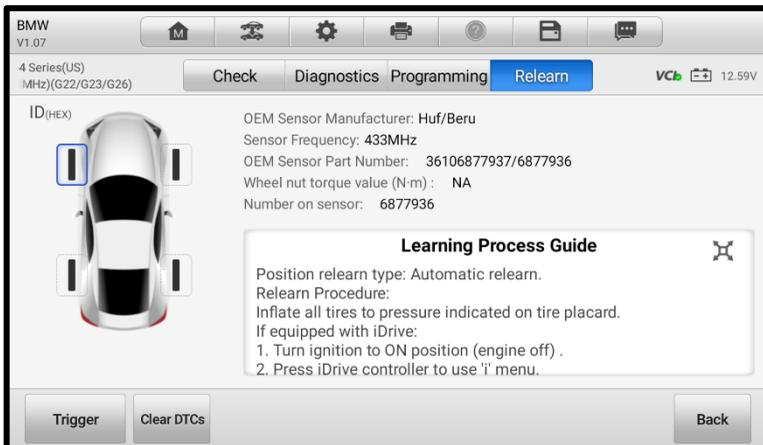 BMW
V1.07
M
?
4 Series(US)
MHz)(G22/G23/G26)
Check
Diagnostics
Programming
Relearn
VCI
12.59V
ID(HEX)
OEM Sensor Manufacturer: Huf/Beru
Sensor Frequency: 433MHz
OEM Sensor Part Number: 36106877937/6877936
Wheel nut torque value (N·m) : NA
Number on sensor: 6877936
Learning Process Guide
Position relearn type: Automatic relearn.
Relearn Procedure:
Inflate all tires to pressure indicated on tire placard.
If equipped with iDrive:
1. Turn ignition to ON position (engine off) .
2. Press iDrive controller to use 'i' menu.
Trigger
Clear DTCs
Back